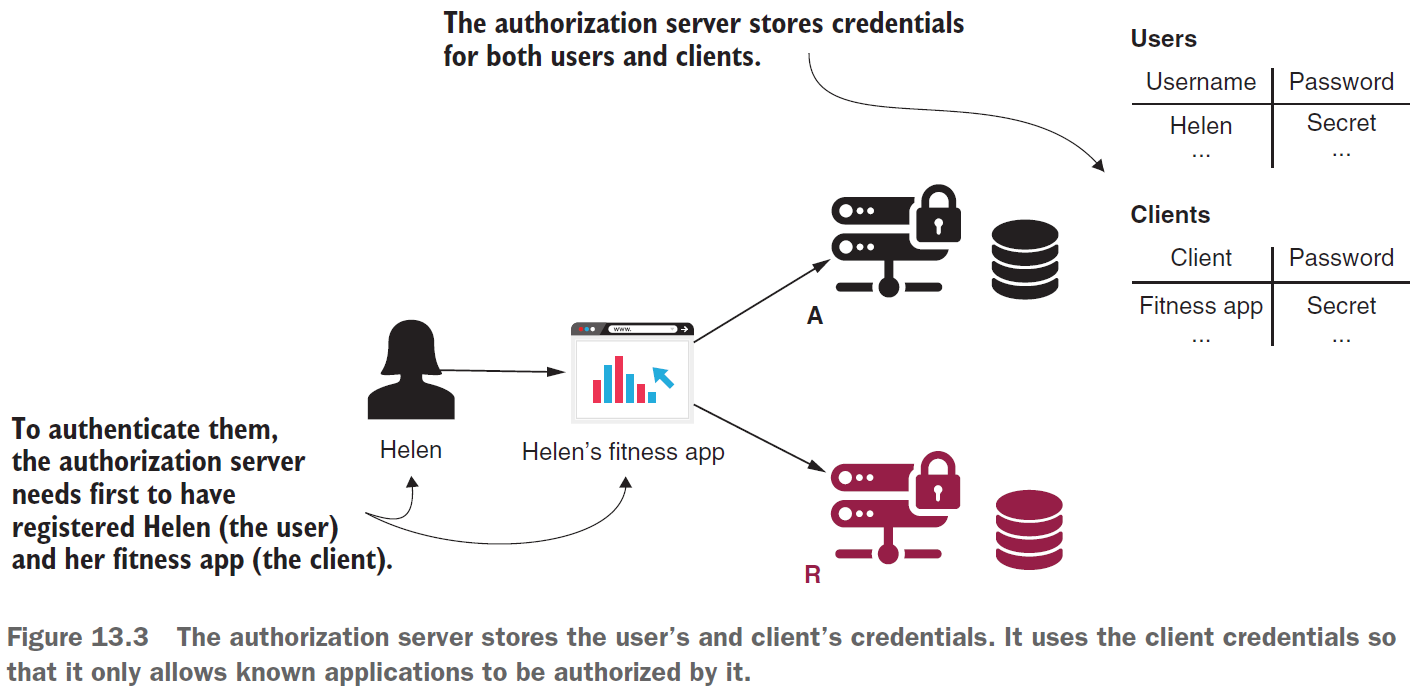 The authorization server stores credentials
for both users and clients.
Users
Username Password
Helen Secret
... ...
Clients
Client Password
Fitness app Secret
... ...
A
www.
Helen
Helen’s fitness app
To authenticate them,
the authorization server
needs first to have
registered Helen (the user)
and her fitness app (the client).
R
Figure 13.3 The authorization server stores the user’s and client’s credentials. It uses the client credentials so
that it only allows known applications to be authorized by it.